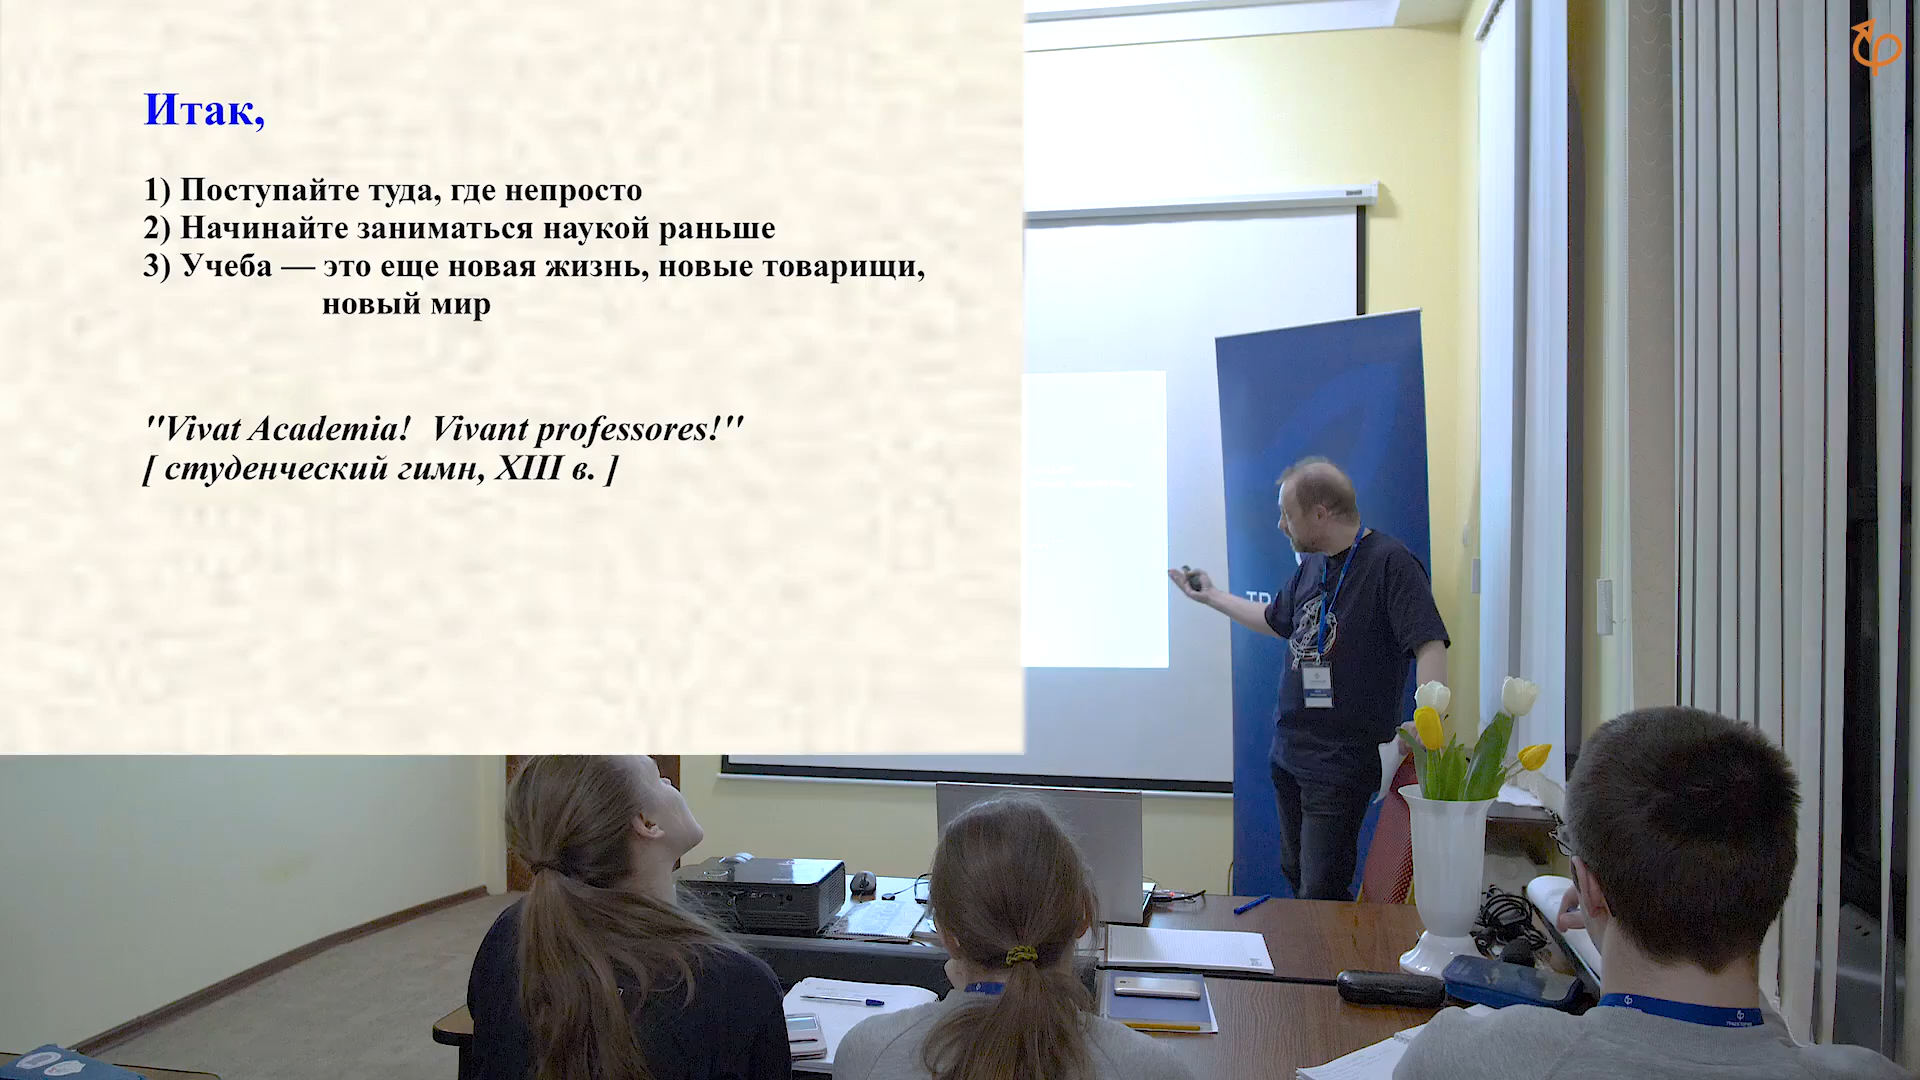 Итак,
1) Поступайте туда, где непросто
2) Начинайте заниматься наукой раньше
3) Учеба — это еще новая жизнь, новые товарищи,
новый мир
"Vivat Academia! Vivant professores!"
[ студенческий гимн, XIII в. ]